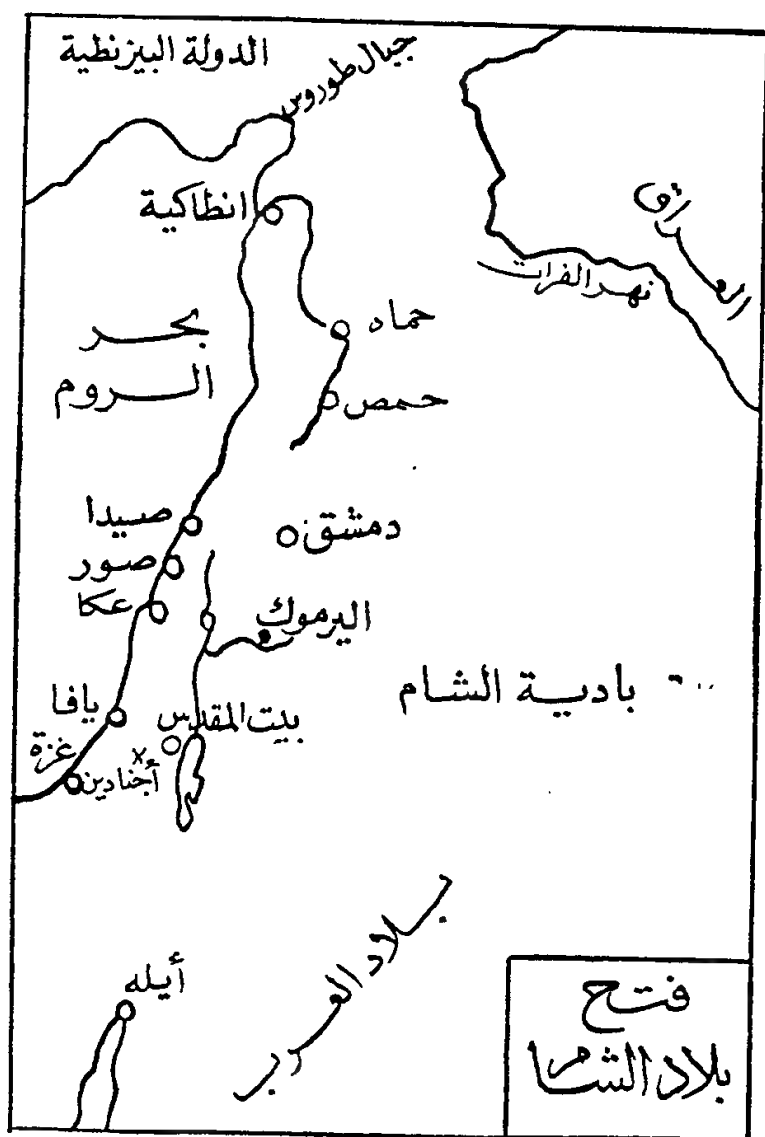 الدولة البيزنطية
جبال طوروس
انطاكية
العراق
نهر الفرات
بحر
الروم
حماه
حمص
صيدا
دمشق
صور
عكا
اليرموك
بادية الشام
يافا
بيت المقدس
غزة
أجنادين
x
بلاد العرب
أيله
فتح
بلاد الشام